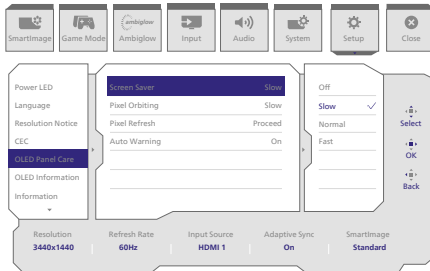 SmartImage
Game Mode
ambiglow
Ambiglow
Input
Audio
System
Setup
Close
Power LED
Language
Resolution Notice
CEC
OLED Panel Care
OLED Information
Information
Screen Saver Slow
Pixel Orbiting Slow
Pixel Refresh Proceed
Auto Warning On
Off
Slow
Normal
Fast
Select
OK
Back
Resolution Refresh Rate Input Source Adaptive Sync SmartImage
3440x1440 60Hz HDMI 1 On Standard